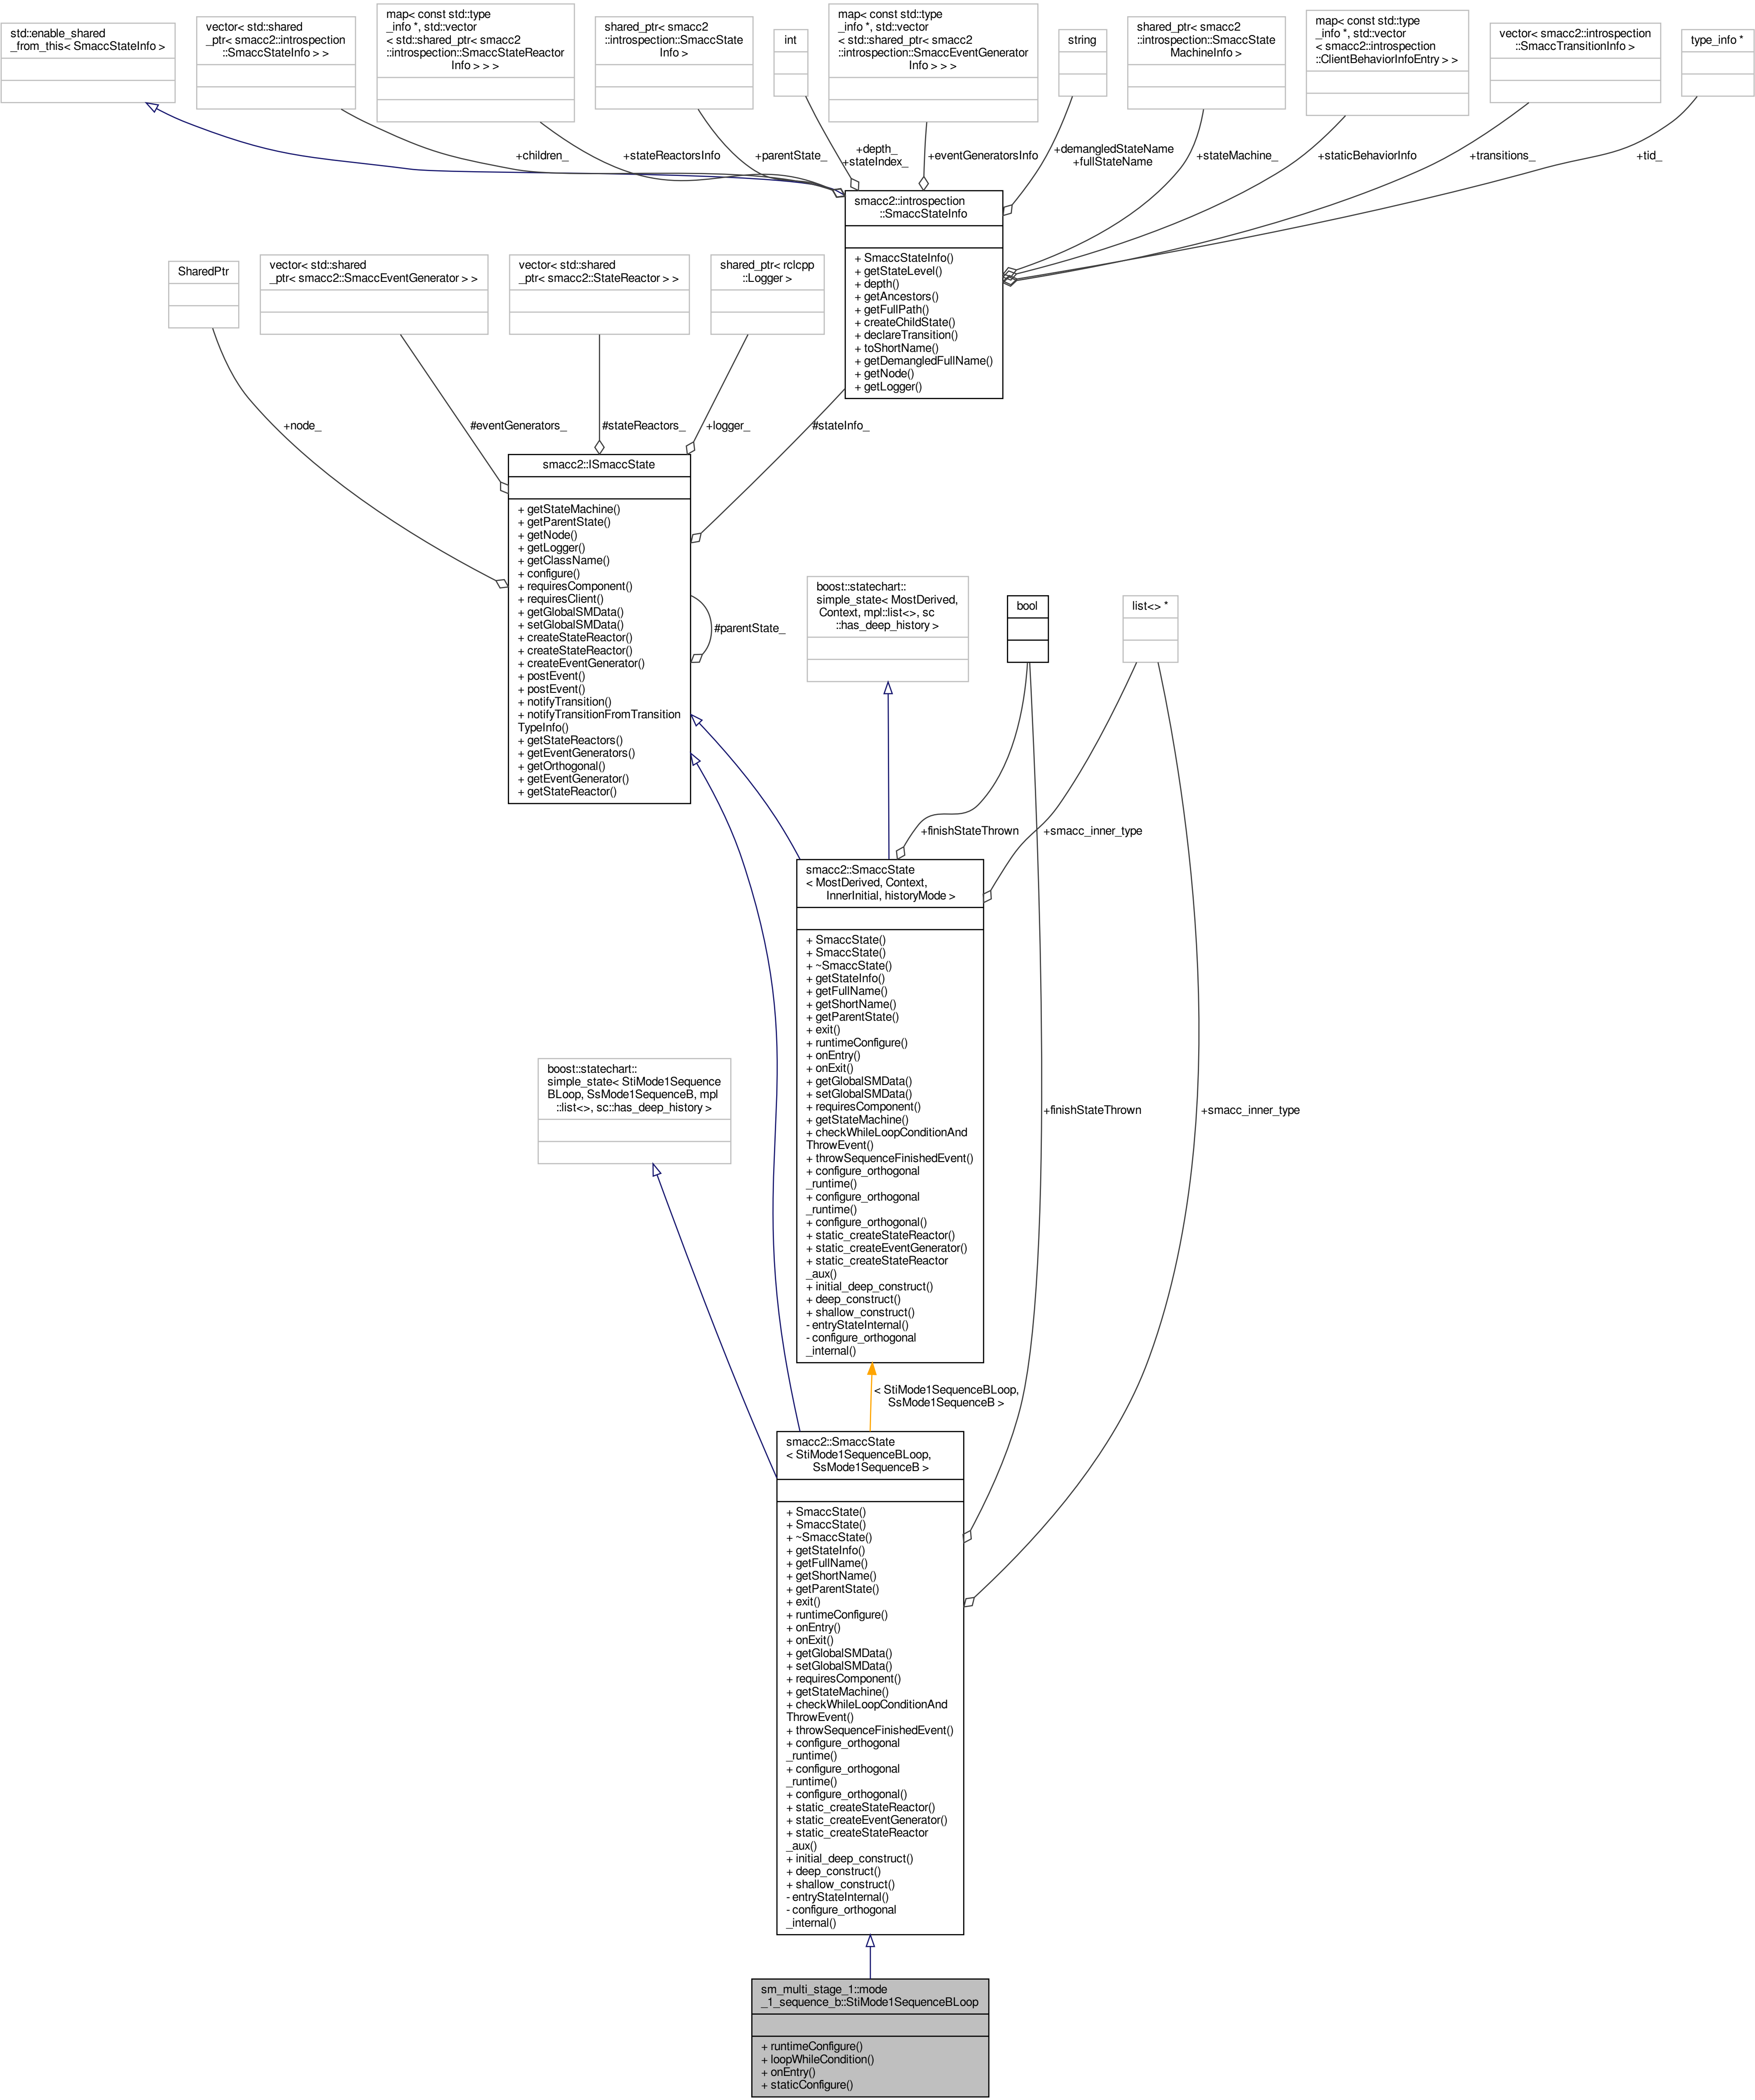 std::enable_shared
_from_this< SmaccStateInfo >
vector< std::shared
_ptr< smacc2::introspection
::SmaccStateInfo > >
map< const std::type
_info *, std::vector
< std::shared_ptr< smacc2
::introspection::SmaccStateReactor
Info > > >
shared_ptr< smacc2
::introspection::SmaccState
Info >
int
map< const std::type
_info *, std::vector
< std::shared_ptr< smacc2
::introspection::SmaccEventGenerator
Info > > >
string
shared_ptr< smacc2
::introspection::SmaccState
MachineInfo >
map< const std::type
_info *, std::vector
< smacc2::introspection
::ClientBehaviorInfoEntry > >
vector< smacc2::introspection
::SmaccTransitionInfo >
type_info *
+children_
+stateReactorsInfo
+parentState_
+depth_
+stateIndex_
+eventGeneratorsInfo
+demangledStateName
+fullStateName
+stateMachine_
+staticBehaviorInfo
+transitions_
+tid_
smacc2::introspection
::SmaccStateInfo
+ SmaccStateInfo()
+ getStateLevel()
+ depth()
+ getAncestors()
+ getFullPath()
+ createChildState()
+ declareTransition()
+ toShortName()
+ getDemangledFullName()
+ getNode()
+ getLogger()
SharedPtr
vector< std::shared
_ptr< smacc2::SmaccEventGenerator > >
vector< std::shared
_ptr< smacc2::StateReactor > >
shared_ptr< rclcpp
::Logger >
+node_
#eventGenerators_
#stateReactors_
+logger_
#stateInfo_
smacc2::ISmaccState
+ getStateMachine()
+ getParentState()
+ getNode()
+ getLogger()
+ getClassName()
+ configure()
+ requiresComponent()
+ requiresClient()
+ getGlobalSMData()
+ setGlobalSMData()
+ createStateReactor()
+ createStateReactor()
+ createEventGenerator()
+ postEvent()
+ postEvent()
+ notifyTransition()
+ notifyTransitionFromTransition
TypeInfo()
+ getStateReactors()
+ getEventGenerators()
+ getOrthogonal()
+ getEventGenerator()
+ getStateReactor()
#parentState_
boost::statechart::
simple_state< MostDerived,
Context, mpl::list<>, sc
::has_deep_history >
bool
list<> *
+finishStateThrown
+smacc_inner_type
smacc2::SmaccState
< MostDerived, Context,
InnerInitial, historyMode >
+ SmaccState()
+ SmaccState()
+ ~SmaccState()
+ getStateInfo()
+ getFullName()
+ getShortName()
+ getParentState()
+ exit()
+ runtimeConfigure()
+ onEntry()
+ onExit()
+ getGlobalSMData()
+ setGlobalSMData()
+ requiresComponent()
+ getStateMachine()
+ checkWhileLoopConditionAnd
ThrowEvent()
+ throwSequenceFinishedEvent()
+ configure_orthogonal
_runtime()
+ configure_orthogonal
_runtime()
+ configure_orthogonal()
+ static_createStateReactor()
+ static_createEventGenerator()
+ static_createStateReactor
_aux()
+ initial_deep_construct()
+ deep_construct()
+ shallow_construct()
- entryStateInternal()
- configure_orthogonal
_internal()
boost::statechart::
simple_state< StiMode1Sequence
BLoop, SsMode1SequenceB, mpl
::list<>, sc::has_deep_history >
+finishStateThrown
+smacc_inner_type
< StiMode1SequenceBLoop,
SsMode1SequenceB >
smacc2::SmaccState
< StiMode1SequenceBLoop,
SsMode1SequenceB >
+ SmaccState()
+ SmaccState()
+ ~SmaccState()
+ getStateInfo()
+ getFullName()
+ getShortName()
+ getParentState()
+ exit()
+ runtimeConfigure()
+ onEntry()
+ onExit()
+ getGlobalSMData()
+ setGlobalSMData()
+ requiresComponent()
+ getStateMachine()
+ checkWhileLoopConditionAnd
ThrowEvent()
+ throwSequenceFinishedEvent()
+ configure_orthogonal
_runtime()
+ configure_orthogonal
_runtime()
+ configure_orthogonal()
+ static_createStateReactor()
+ static_createEventGenerator()
+ static_createStateReactor
_aux()
+ initial_deep_construct()
+ deep_construct()
+ shallow_construct()
- entryStateInternal()
- configure_orthogonal
_internal()
sm_multi_stage_1::mode
_1_sequence_b::StiMode1SequenceBLoop
+ runtimeConfigure()
+ loopWhileCondition()
+ onEntry()
+ staticConfigure()